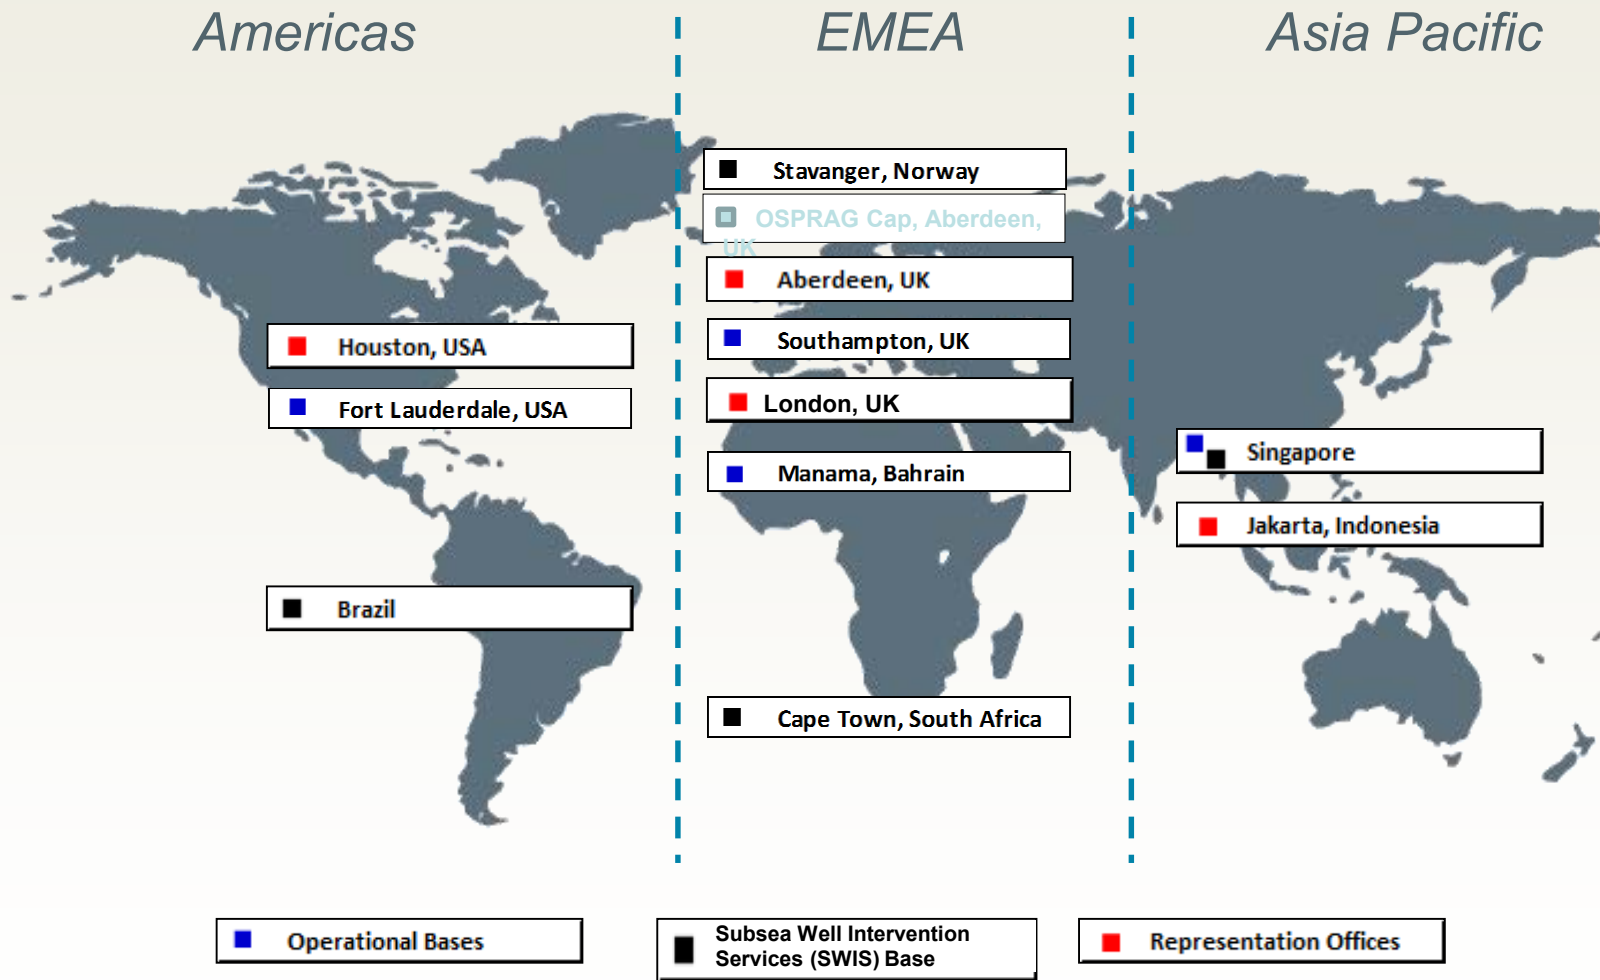 Americas
EMEA
Asia Pacific
Stavanger, Norway
OSPRAG Cap, Aberdeen,
UK
Aberdeen, UK
Southampton, UK
Houston, USA
London, UK
Fort Lauderdale, USA
Manama, Bahrain
Singapore
Jakarta, Indonesia
Brazil
Cape Town, South Africa
Operational Bases
Subsea Well Intervention
Services (SWIS) Base
Representation Offices